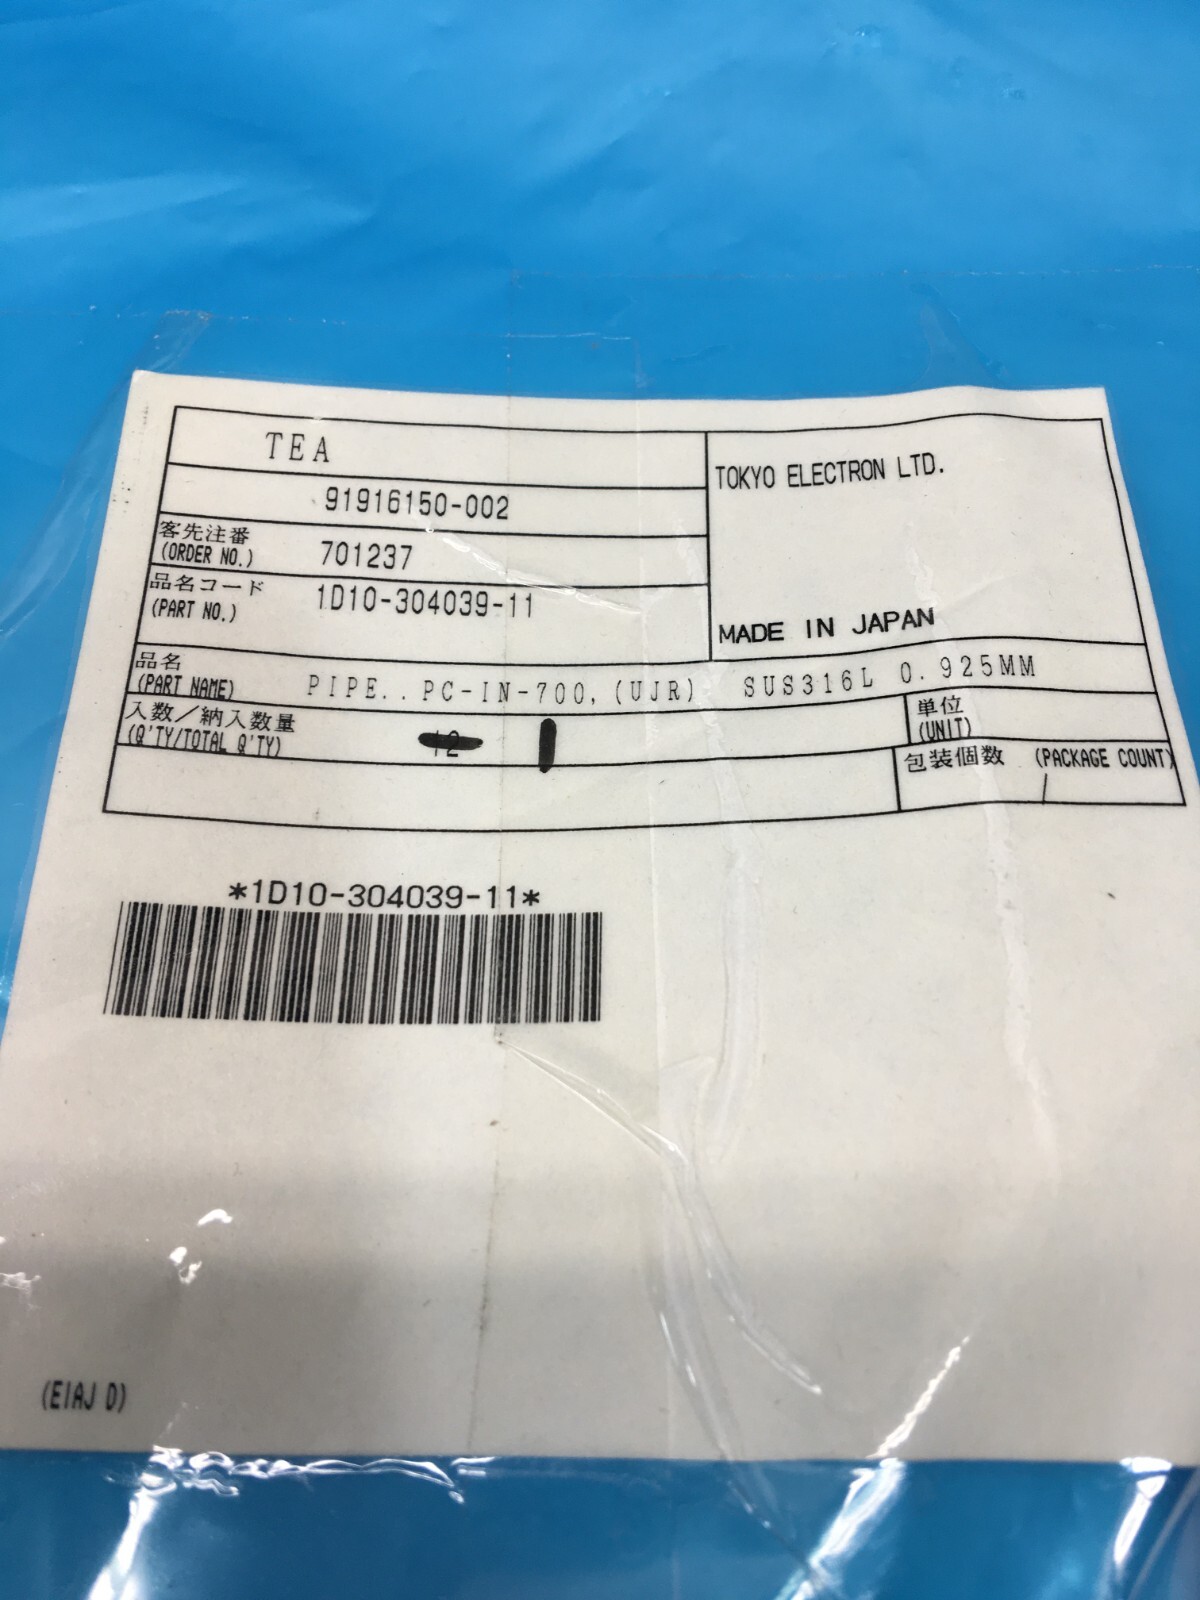 TEA
TOKYO ELECTRON LTD.
91916150-002
客先注番
(ORDER NO.) 701237
品名コード
(PART NO.) 1D10-304039-11
MADE IN JAPAN
品名
(PART NAME) PIPE..PC-IN-700,(UJR) SUS316L 0.925MM
入数/納入数量
(Q'TY/TOTAL Q'TY) 12 1
単位
(UNIT)
包装個数 (PACKAGE COUNT)
/
*1D10-304039-11*
(EIAJ D)